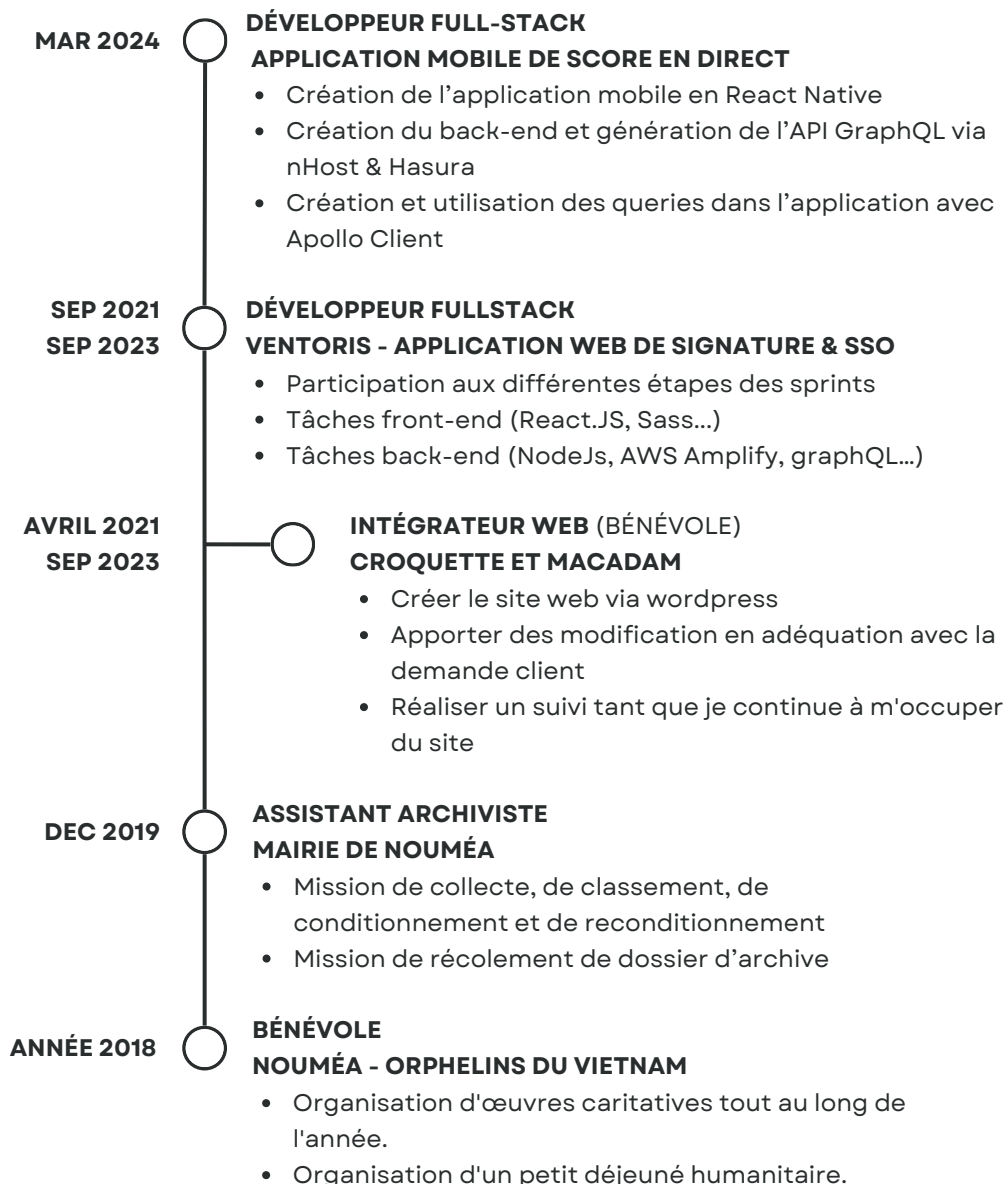 MAR 2024
DÉVELOPPEUR FULL-STACK
APPLICATION MOBILE DE SCORE EN DIRECT
• Création de l’application mobile en React Native
• Création du back-end et génération de l’API GraphQL via
nHost & Hasura
• Création et utilisation des queries dans l’application avec
Apollo Client
SEP 2021
SEP 2023
DÉVELOPPEUR FULLSTACK
VENTORIS - APPLICATION WEB DE SIGNATURE & SSO
• Participation aux différentes étapes des sprints
• Tâches front-end (React.JS, Sass...)
• Tâches back-end (NodeJs, AWS Amplify, graphQL…)
AVRIL 2021
SEP 2023
INTÉGRATEUR WEB (BÉNÉVOLE)
CROQUETTE ET MACADAM
• Créer le site web via wordpress
• Apporter des modification en adéquation avec la
demande client
• Réaliser un suivi tant que je continue à m'occuper
du site
DEC 2019
ASSISTANT ARCHIVISTE
MAIRIE DE NOUMÉA
• Mission de collecte, de classement, de
conditionnement et de reconditionnement
• Mission de récolement de dossier d’archive
ANNÉE 2018
BÉNÉVOLE
NOUMÉA - ORPHELINS DU VIETNAM
• Organisation d'œuvres caritatives tout au long de
l'année.
• Organisation d'un petit déjeuné humanitaire.